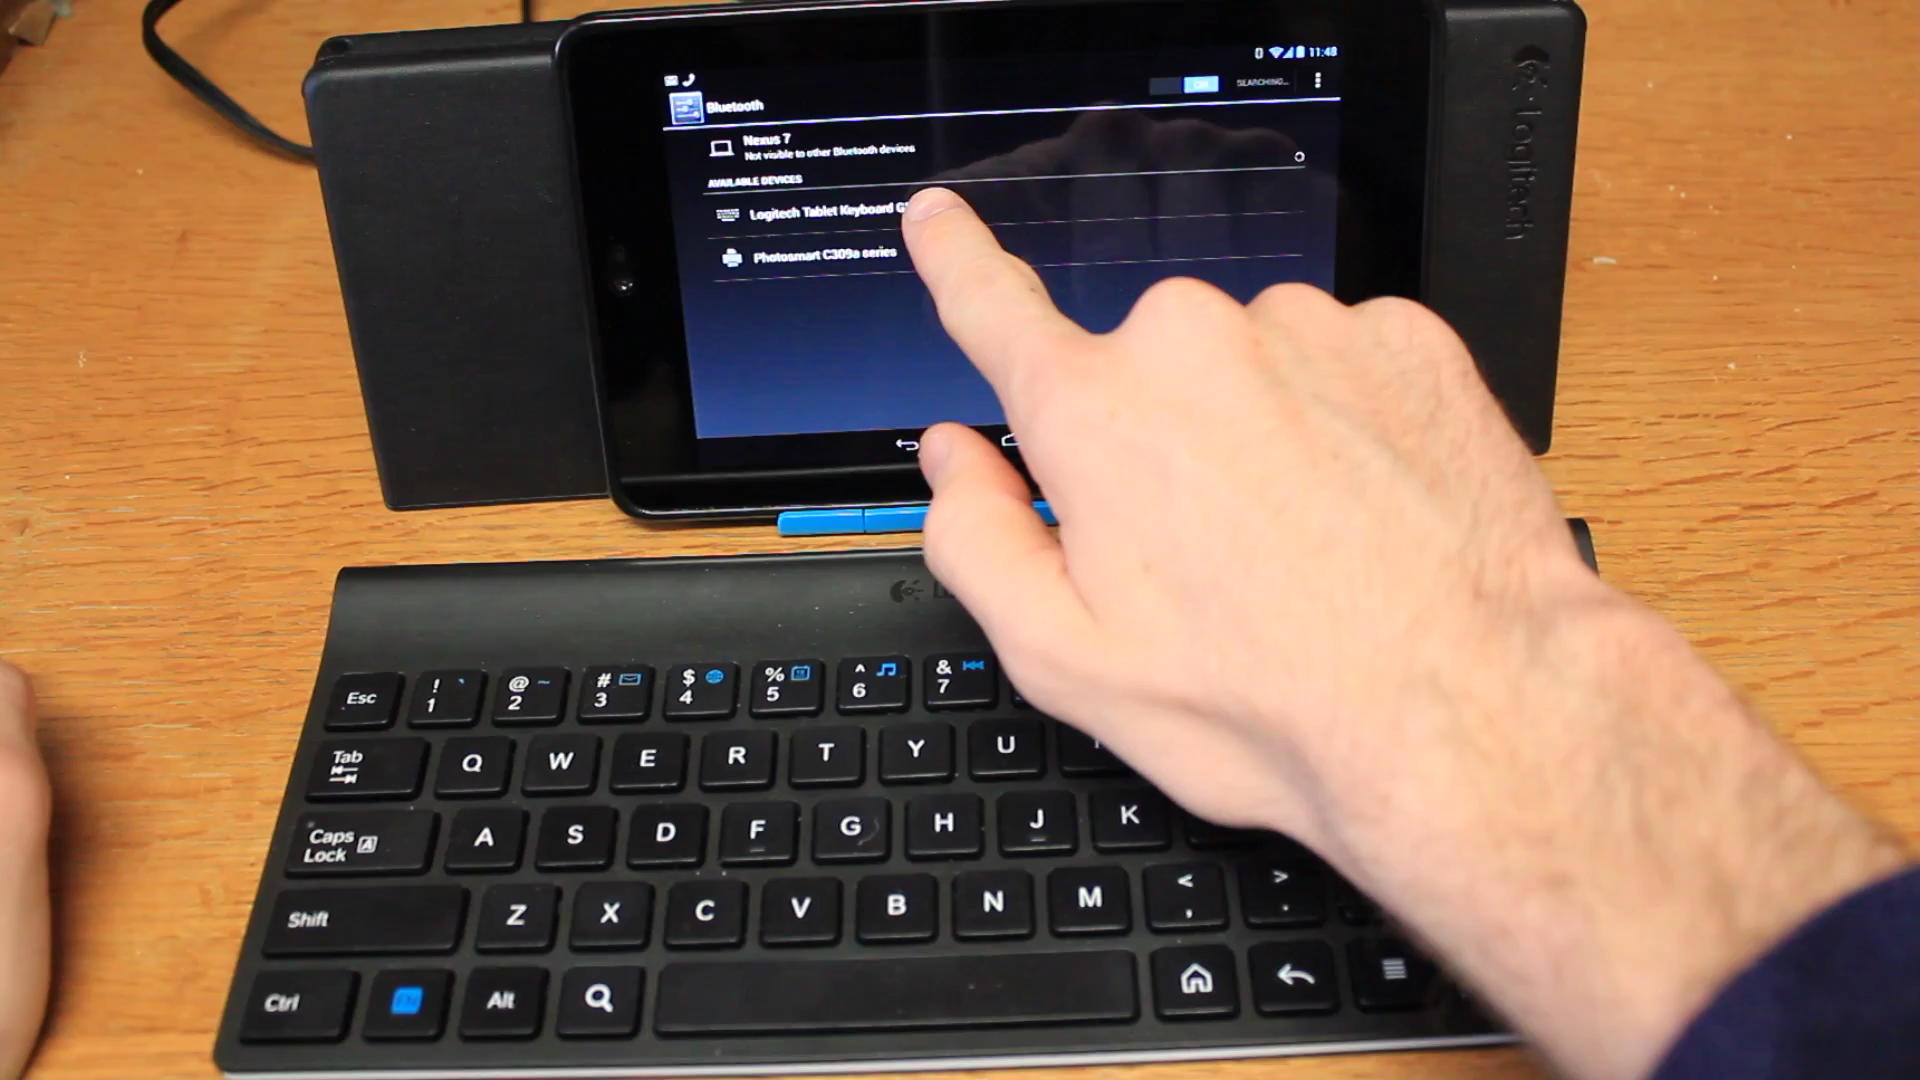 11:48
Bluetooth
SEARCHING...
Nexus 7
Not visible to other Bluetooth devices
AVAILABLE DEVICES
Logitech Tablet Keyboard
Photosmart C309a series
Logitech
Esc ! 1 @ ~ 2 # 3 $ 4 % 5 ^ 6 & 7
Tab Q W E R T Y U
Caps Lock A S D F G H J K
Shift Z X C V B N M < , > .
Ctrl FN Alt